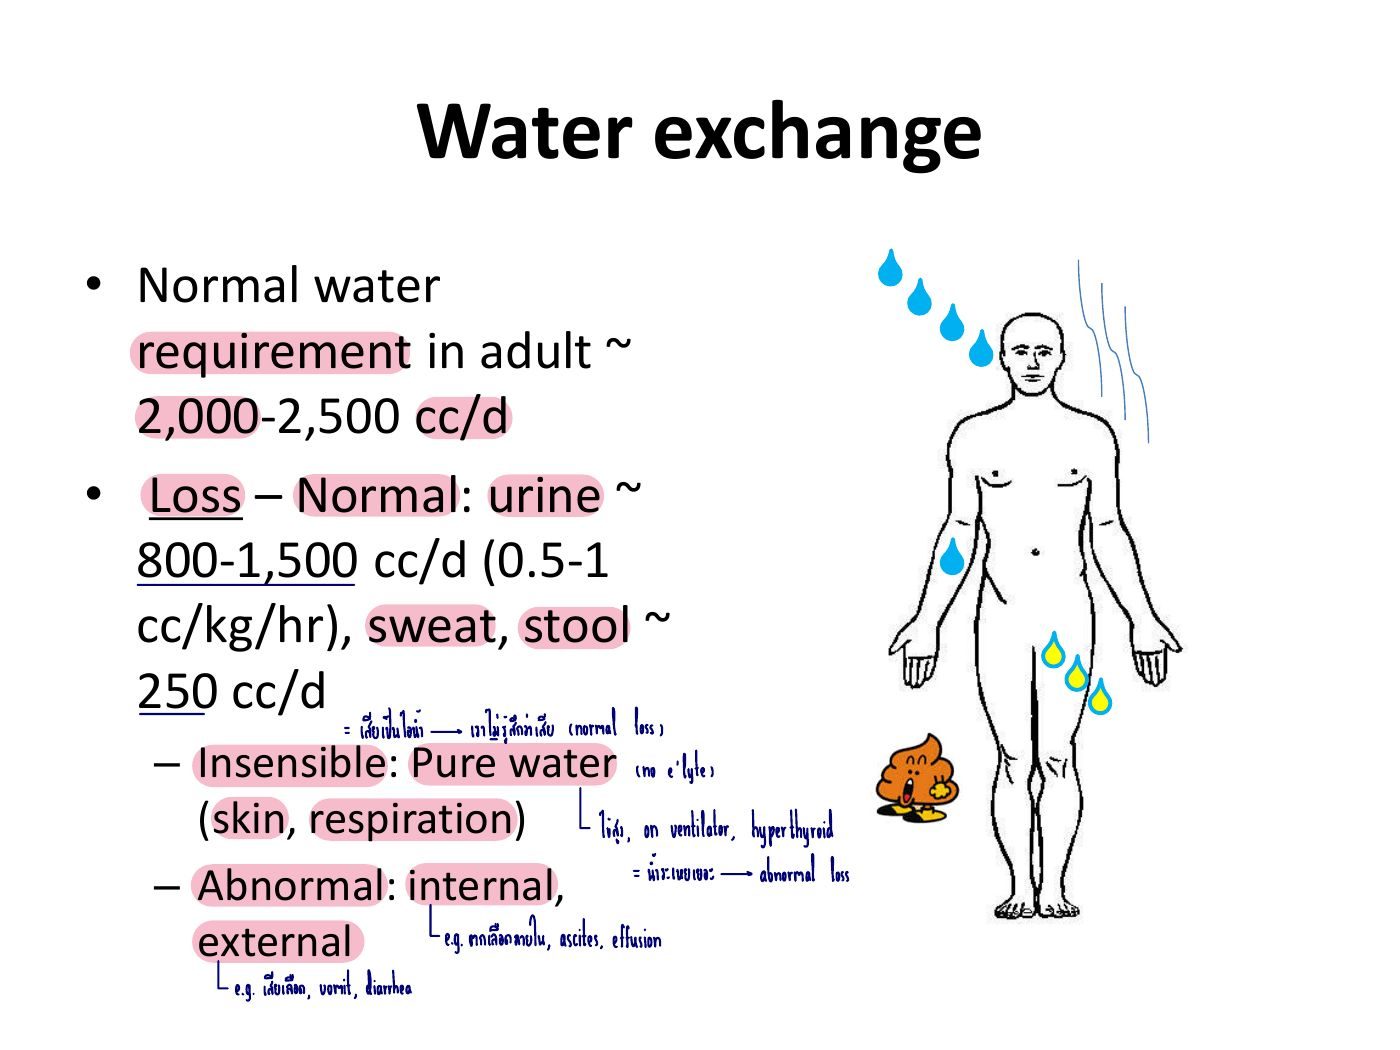 Water exchange
• Normal water
requirement in adult ~
2,000-2,500 cc/d
• Loss – Normal: urine ~
800-1,500 cc/d (0.5-1
cc/kg/hr), sweat, stool ~
250 cc/d
= เสียเป็นไอน้ำ → เราไม่รู้สึกว่าเสีย (normal loss)
– Insensible: Pure water (no e'lyte)
(skin, respiration)
ไข้สูง, on ventilator, hyperthyroid
= น้ำระเหยเยอะ → abnormal loss
– Abnormal: internal,
e.g. ตกเลือดภายใน, ascites, effusion
external
e.g. เสียเลือด, vomit, diarrhea